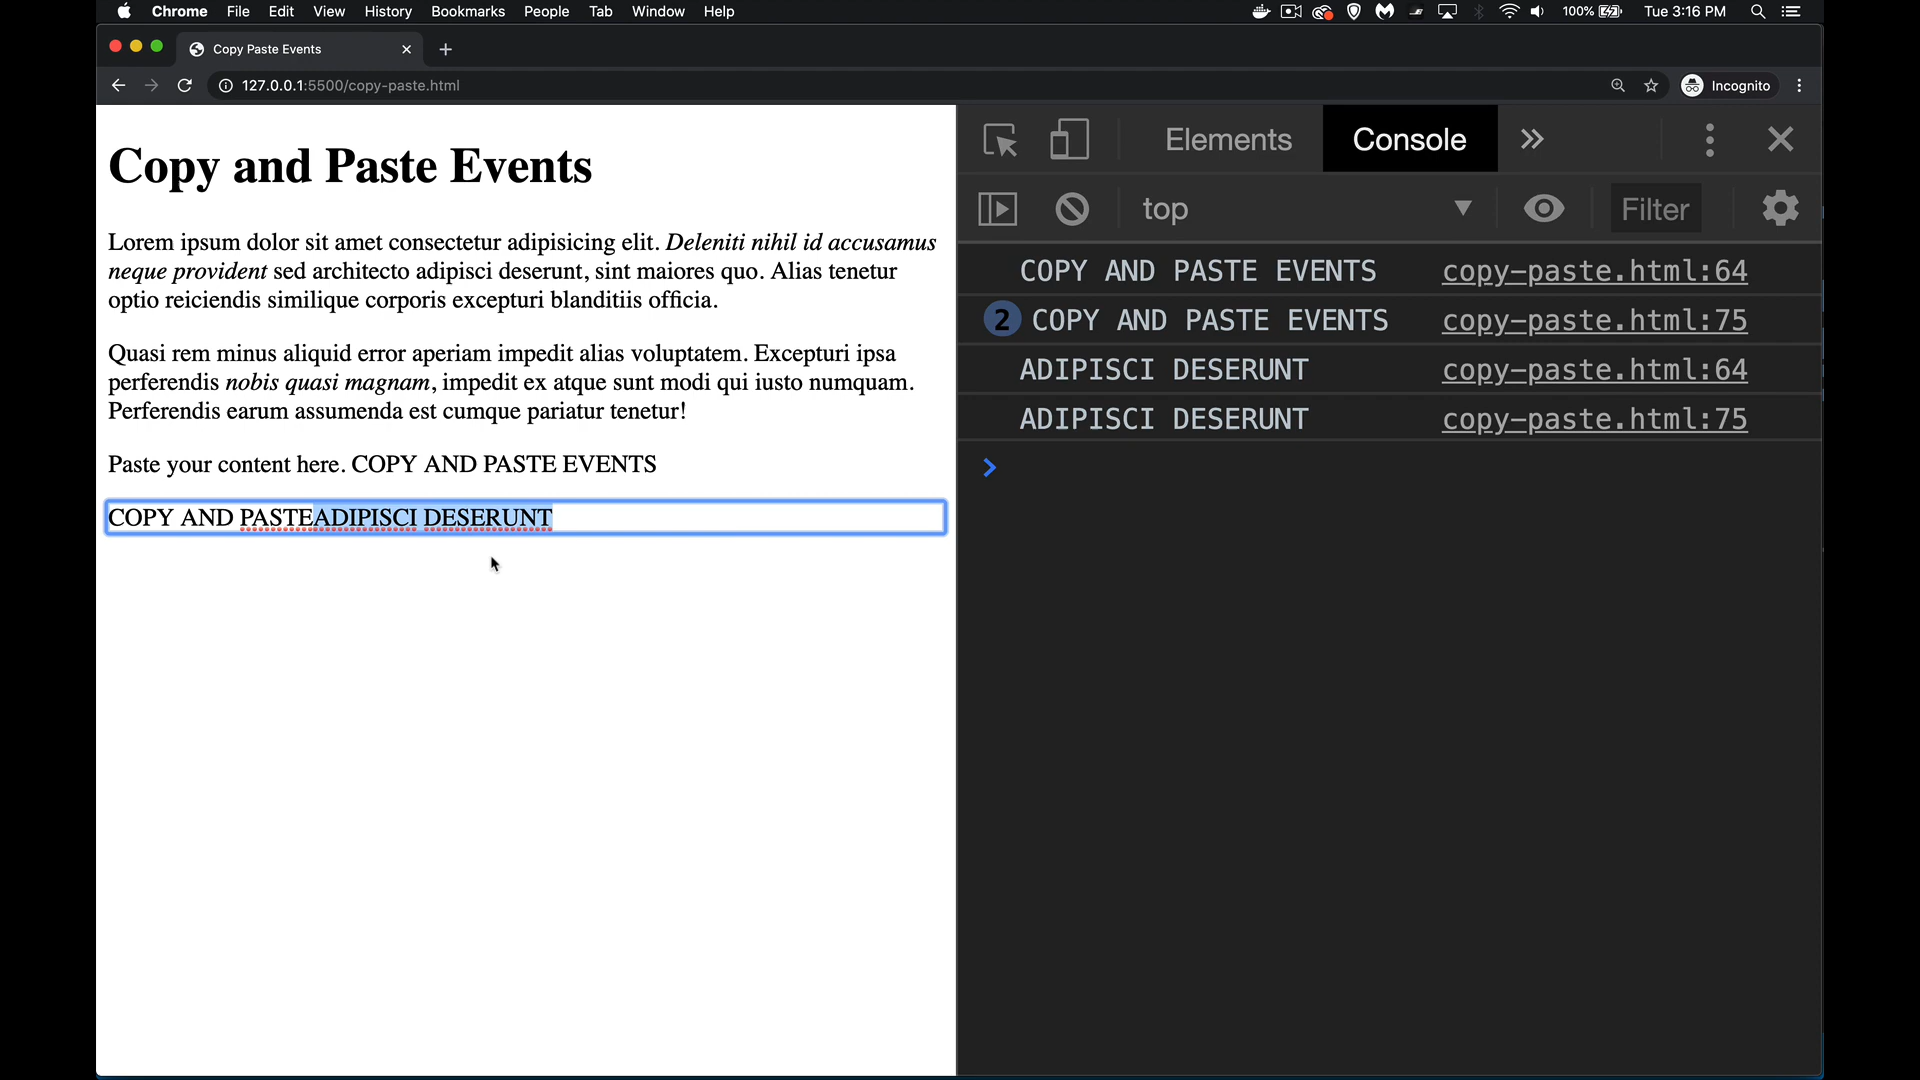 Chrome File Edit View History Bookmarks People Tab Window Help 100% Tue 3:16 PM
Copy Paste Events
127.0.0.1:5500/copy-paste.html Incognito
Copy and Paste Events
Lorem ipsum dolor sit amet consectetur adipisicing elit. Deleniti nihil id accusamus
neque provident sed architecto adipisci deserunt, sint maiores quo. Alias tenetur
optio reiciendis similique corporis excepturi blanditiis officia.
Quasi rem minus aliquid error aperiam impedit alias voluptatem. Excepturi ipsa
perferendis nobis quasi magnam, impedit ex atque sunt modi qui iusto numquam.
Perferendis earum assumenda est cumque pariatur tenetur!
Paste your content here. COPY AND PASTE EVENTS
COPY AND PASTEADIPISCI DESERUNT
Elements Console
top Filter
COPY AND PASTE EVENTS copy-paste.html:64
2 COPY AND PASTE EVENTS copy-paste.html:75
ADIPISCI DESERUNT copy-paste.html:64
ADIPISCI DESERUNT copy-paste.html:75